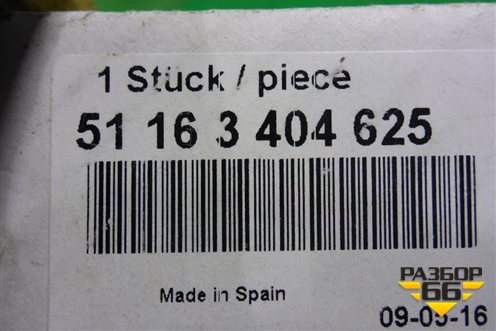 1 Stück / piece
51 16 3 404 625
Made in Spain
РАЗБОР
66
09-05-16